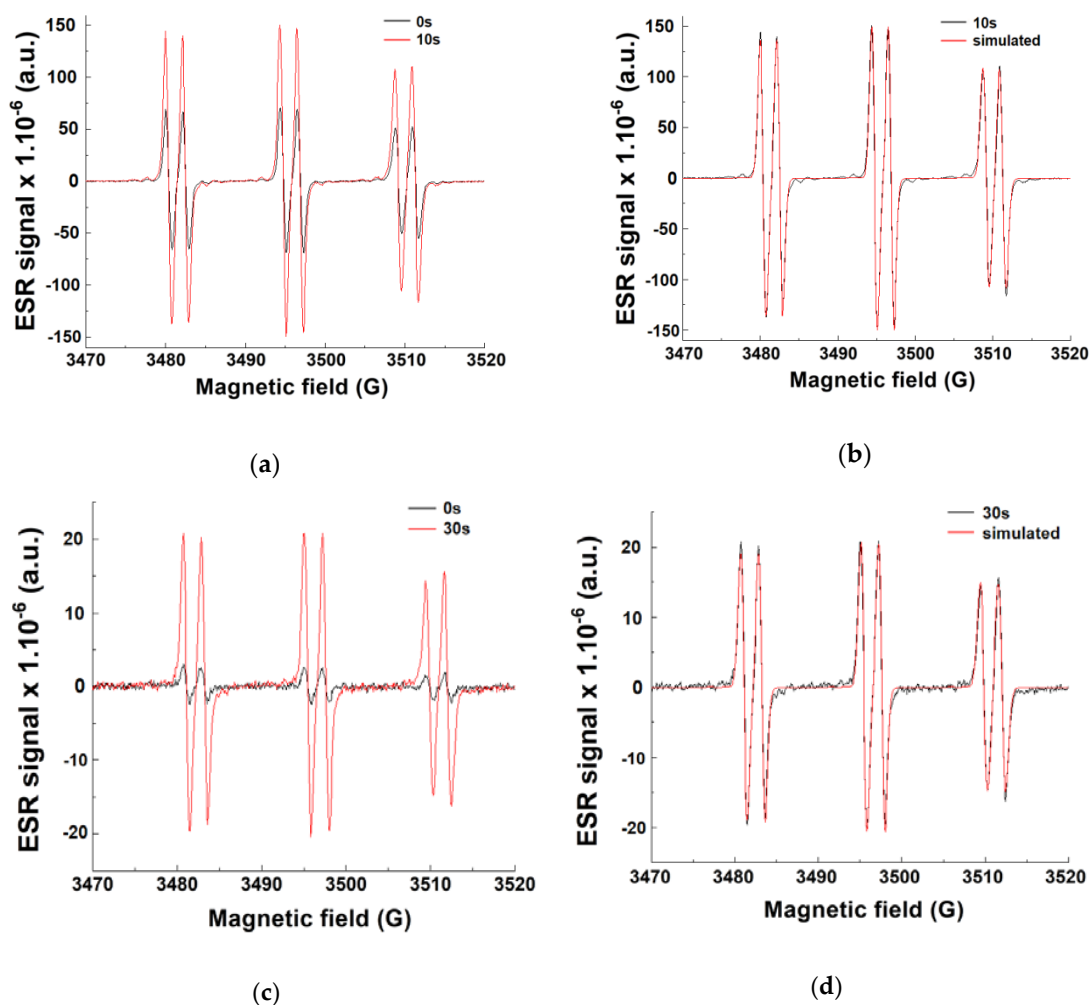 0s
10s
150
100
50
0
-50
-100
-150
ESR signal x 1.10-6 (a.u.)
3470 3480 3490 3500 3510 3520
Magnetic field (G)
(a)
10s
simulated
150
100
50
0
-50
-100
-150
ESR signal x 1.10-6 (a.u.)
3470 3480 3490 3500 3510 3520
Magnetic field (G)
(b)
0s
30s
20
10
0
-10
-20
ESR signal x 1.10-6 (a.u.)
3470 3480 3490 3500 3510 3520
Magnetic field (G)
(c)
30s
simulated
20
10
0
-10
-20
ESR signal x 1.10-6 (a.u.)
3470 3480 3490 3500 3510 3520
Magnetic field (G)
(d)